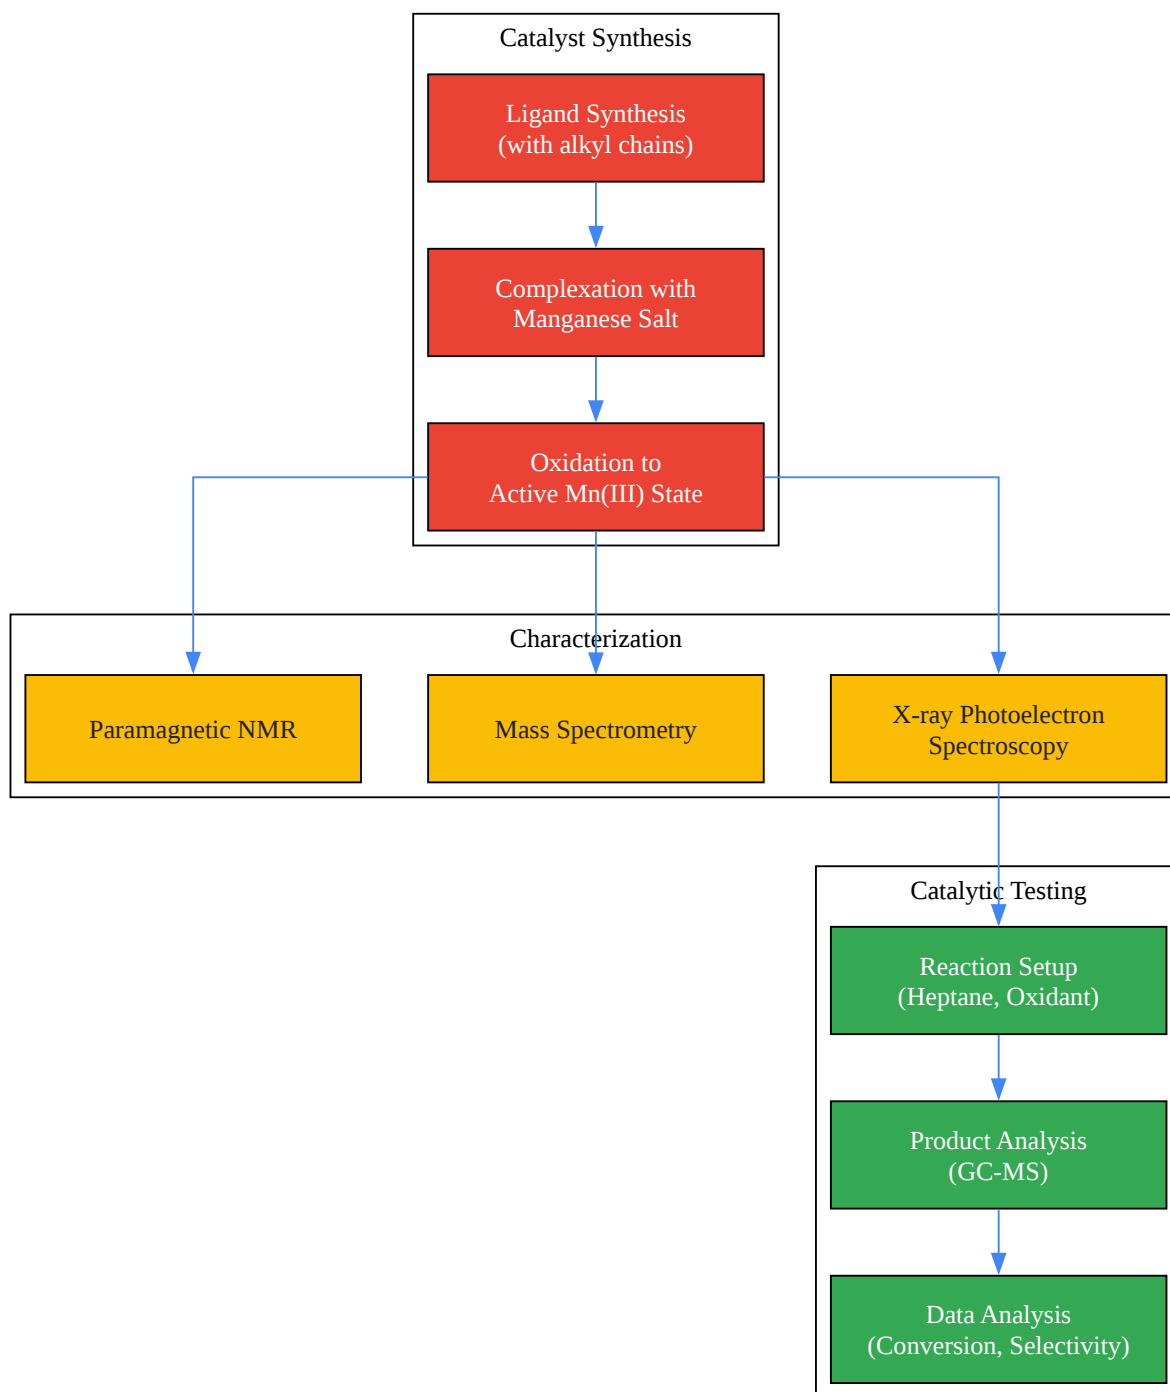 Catalyst Synthesis
Ligand Synthesis
(with alkyl chains)
Complexation with
Manganese Salt
Oxidation to
Active Mn(III) State
Characterization
Paramagnetic NMR
Mass Spectrometry
X-ray Photoelectron
Spectroscopy
Catalytic Testing
Reaction Setup
(Heptane, Oxidant)
Product Analysis
(GC-MS)
Data Analysis
(Conversion, Selectivity)